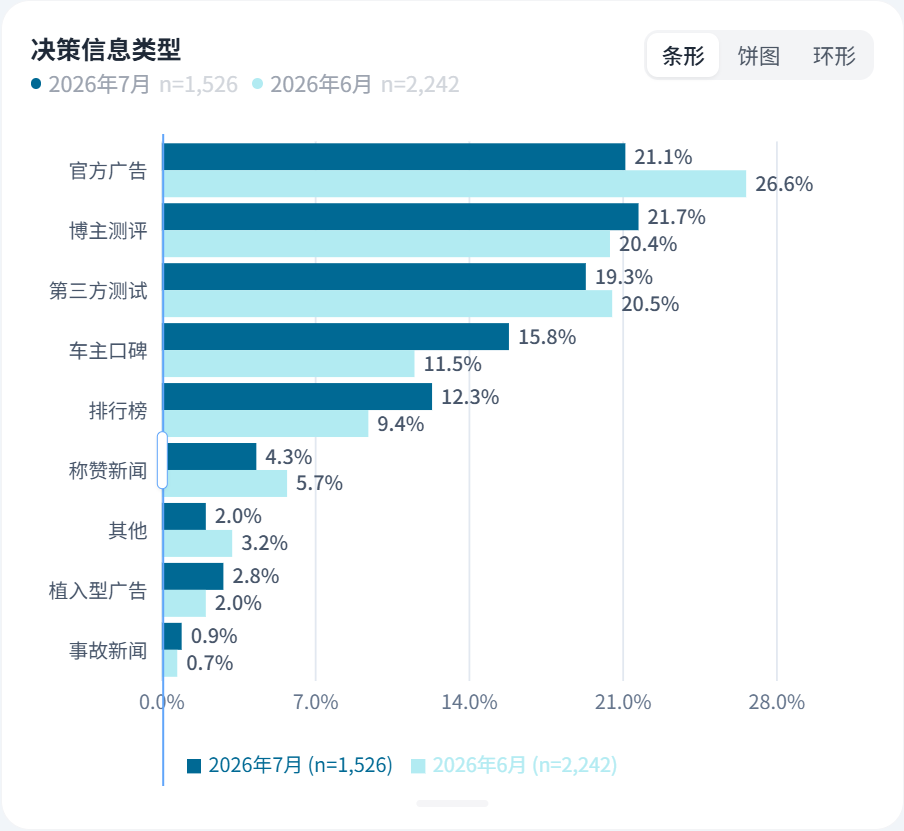 决策信息类型
条形 饼图 环形
2026年7月 n=1,526 2026年6月 n=2,242
官方广告 21.1%
26.6%
博主测评 21.7%
20.4%
第三方测试 19.3%
20.5%
车主口碑 15.8%
11.5%
排行榜 12.3%
9.4%
称赞新闻 4.3%
5.7%
其他 2.0%
3.2%
植入型广告 2.8%
2.0%
事故新闻 0.9%
0.7%
0.0% 7.0% 14.0% 21.0% 28.0%
2026年7月 (n=1,526) 2026年6月 (n=2,242)